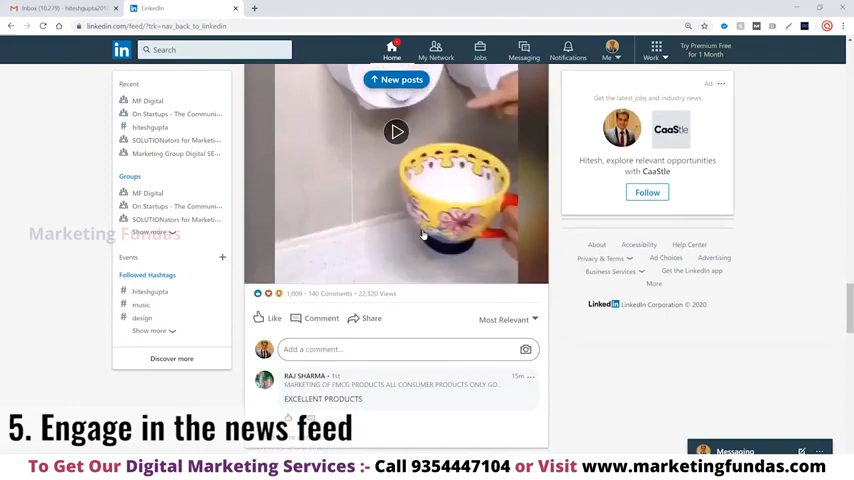 Inbox (10,279) - hiteshgupta201
LinkedIn
linkedin.com/feed/?trk=nav_back_to_linkedin
in
Search
Home
My Network
Jobs
Messaging
Notifications
Me
Work
Try Premium Free
for 1 Month
Recent
MF Digital
On Startups - The Communi...
# hiteshgupta
SOLUTIONators for Marketi...
Marketing Group Digital SE...
Groups
MF Digital
On Startups - The Communi...
SOLUTIONators for Marketi...
Show more
Marketing Fundas
Events
Followed Hashtags
# hiteshgupta
# music
# design
Show more
Discover more
New posts
1,009 · 140 Comments · 22,320 Views
Like
Comment
Share
Most Relevant
Add a comment...
RAJ SHARMA • 1st
15m ...
MARKETING OF FMCG PRODUCTS ALL CONSUMER PRODUCTS ONLY GO...
EXCELLENT PRODUCTS
Ad ...
Get the latest jobs and industry news
CaaStle
Hitesh, explore relevant opportunities
with CaaStle
Follow
About
Accessibility
Help Center
Privacy & Terms
Ad Choices
Advertising
Business Services
Get the LinkedIn app
More
LinkedIn LinkedIn Corporation © 2020
Messaging
5. Engage in the news feed
To Get Our Digital Marketing Services :- Call 9354447104 or Visit www.marketingfundas.com